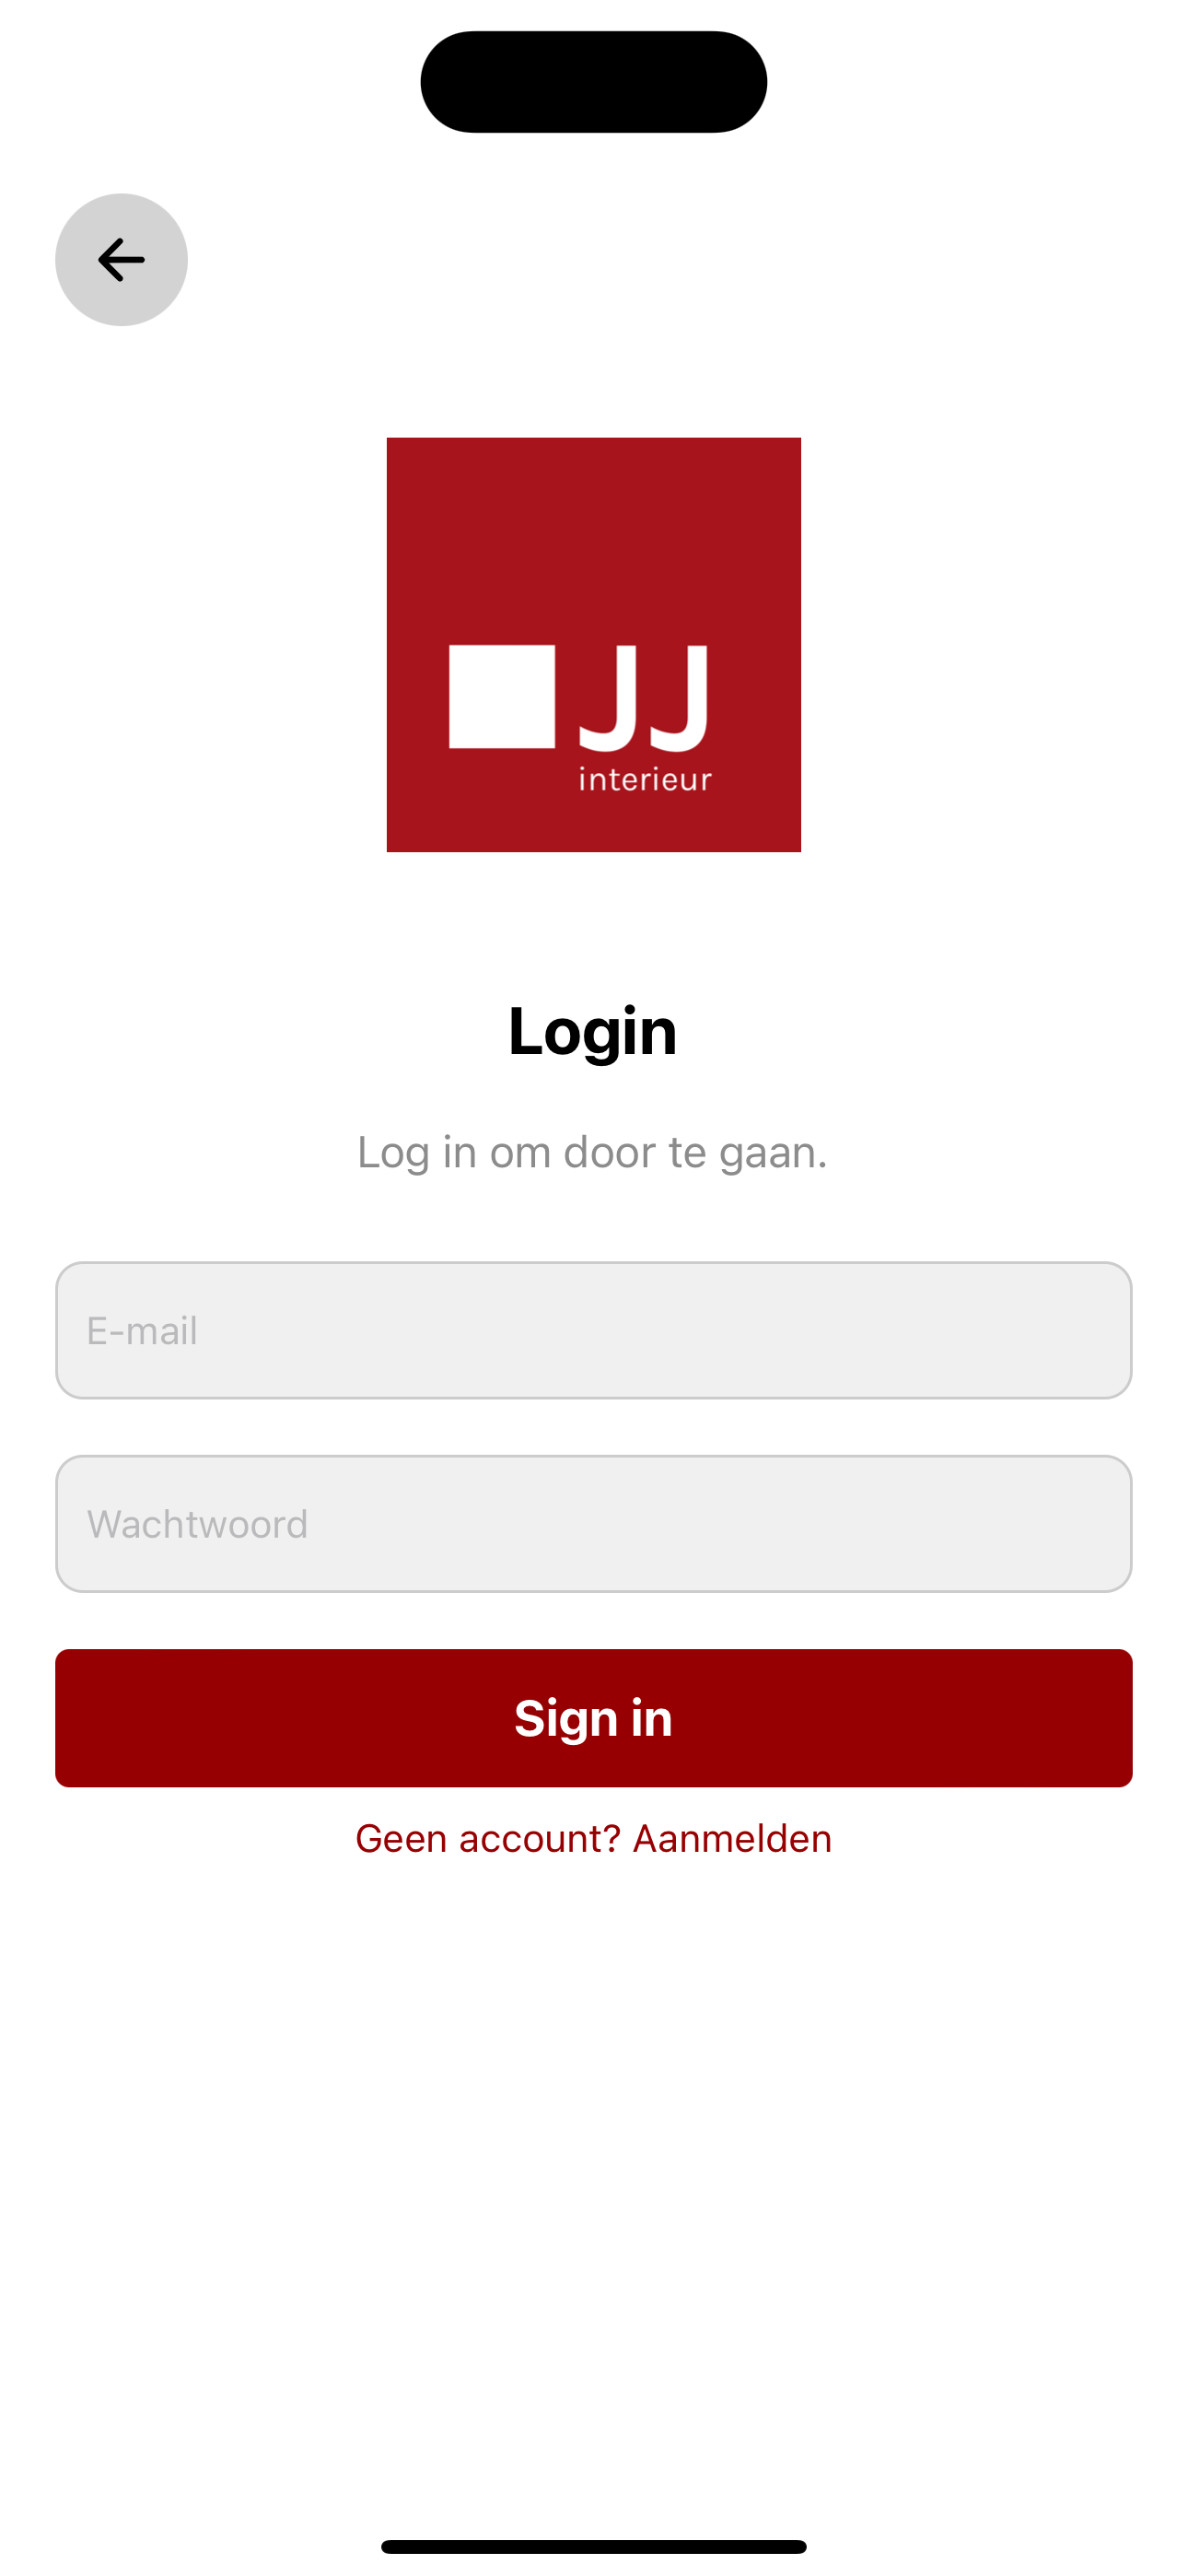 JJ
interieur
Login
Log in om door te gaan.
E-mail
Wachtwoord
Sign in
Geen account? Aanmelden